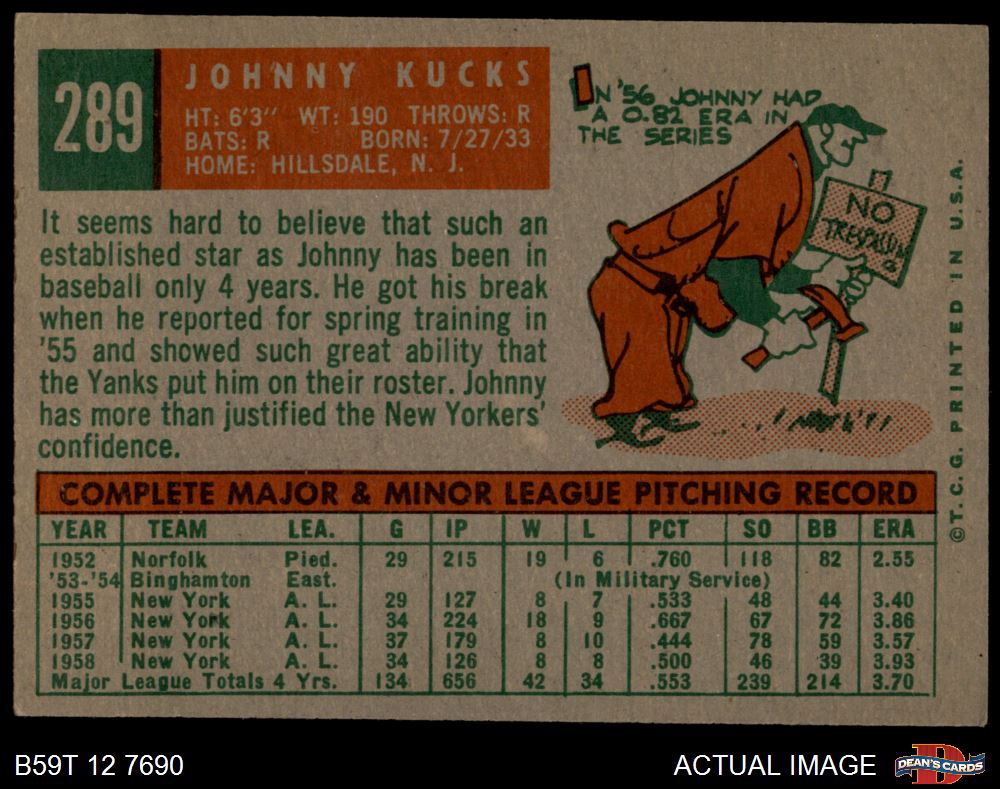 289
JOHNNY KUCKS
HT: 6'3" WT: 190 THROWS: R
BATS: R BORN: 7/27/33
HOME: HILLSDALE, N. J.
IN '56 JOHNNY HAD
A 0.82 ERA IN
THE SERIES
NO
TRESPASSING
It seems hard to believe that such an
established star as Johnny has been in
baseball only 4 years. He got his break
when he reported for spring training in
'55 and showed such great ability that
the Yanks put him on their roster. Johnny
has more than justified the New Yorkers'
confidence.
COMPLETE MAJOR & MINOR LEAGUE PITCHING RECORD
YEAR TEAM LEA. G IP W L PCT SO BB ERA
1952 Norfolk Pied. 29 215 19 6 .760 118 82 2.55
'53-'54 Binghamton East. (In Military Service)
1955 New York A. L. 29 127 8 7 .533 48 44 3.40
1956 New York A. L. 34 224 18 9 .667 67 72 3.86
1957 New York A. L. 37 179 8 10 .444 78 59 3.57
1958 New York A. L. 34 126 8 8 .500 46 39 3.93
Major League Totals 4 Yrs. 134 656 42 34 .553 239 214 3.70
©T. C. G. PRINTED IN U.S.A.
B59T 12 7690
ACTUAL IMAGE
D
DEAN'S CARDS